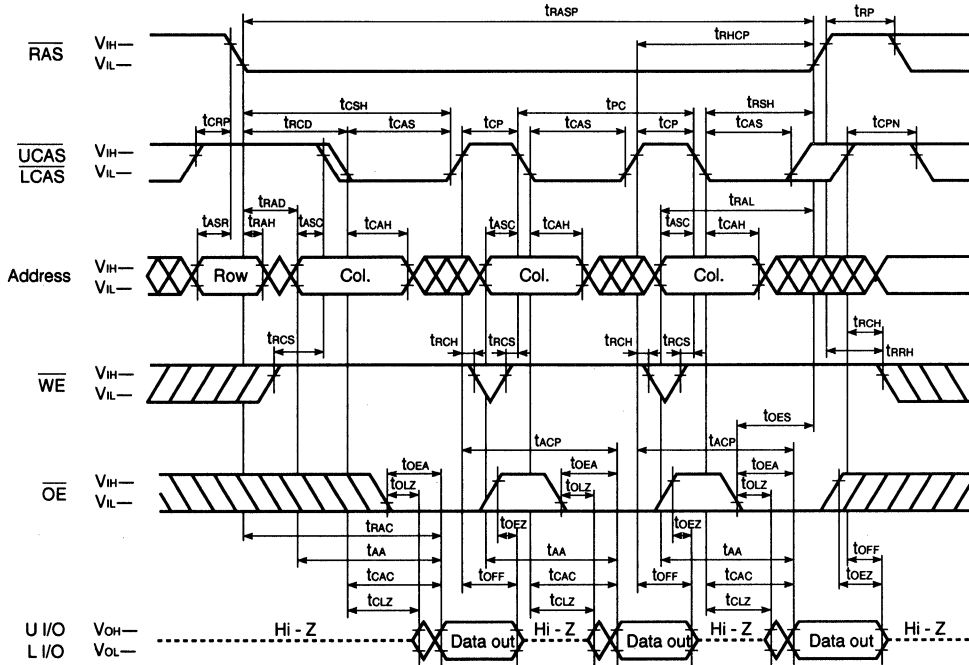 tRASP
tRHCP tRP
RAS VIH VIL
tCSH tPC tRSH
tCRP tRCD tCAS tCP tCAS tCP tCAS tCPN
UCAS LCAS VIH VIL
tRAD tRAL
tASR tRAH tASC tCAH tASC tCAH tASC tCAH
Address VIH VIL Row Col. Col. Col.
tRCS tRCH tRCS tRCH tRCS tRCH
tRRH
WE VIH VIL
tOES
tACP tACP
tOEA tOEA tOEA
tOLZ tOLZ tOLZ
OE VIH VIL
tRAC tOEZ tOEZ
tAA tAA tAA tOFF
tCAC tOFF tCAC tOFF tCAC tOEZ
tCLZ tCLZ tCLZ
U I/O L I/O VOH VOL Hi - Z Data out Hi - Z Data out Hi - Z Data out Hi - Z